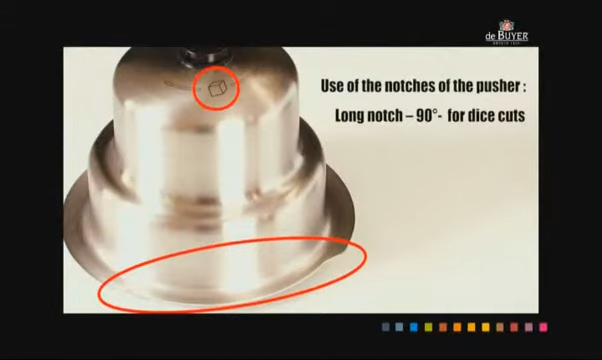 de BUYER
Use of the notches of the pusher :
Long notch – 90°- for dice cuts